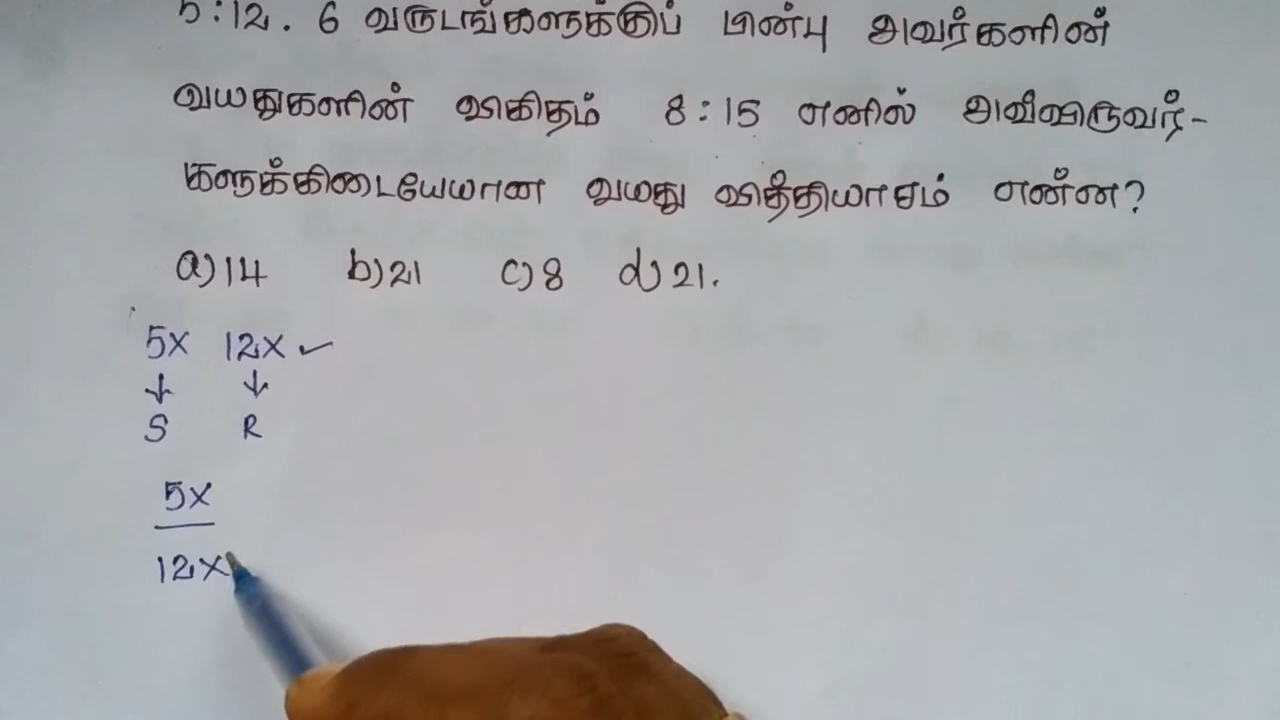 5:12. 6 வருடங்களுக்குப் பின்பு அவர்களின்
வயதுகளின் விகிதம் 8:15 எனில் அவ்விருவர்-
களுக்கிடையேயான வயது வித்தியாசம் என்ன?
a) 14 b) 21 c) 8 d) 21.
5x 12x ✓
↓ ↓
S R
5x
12x